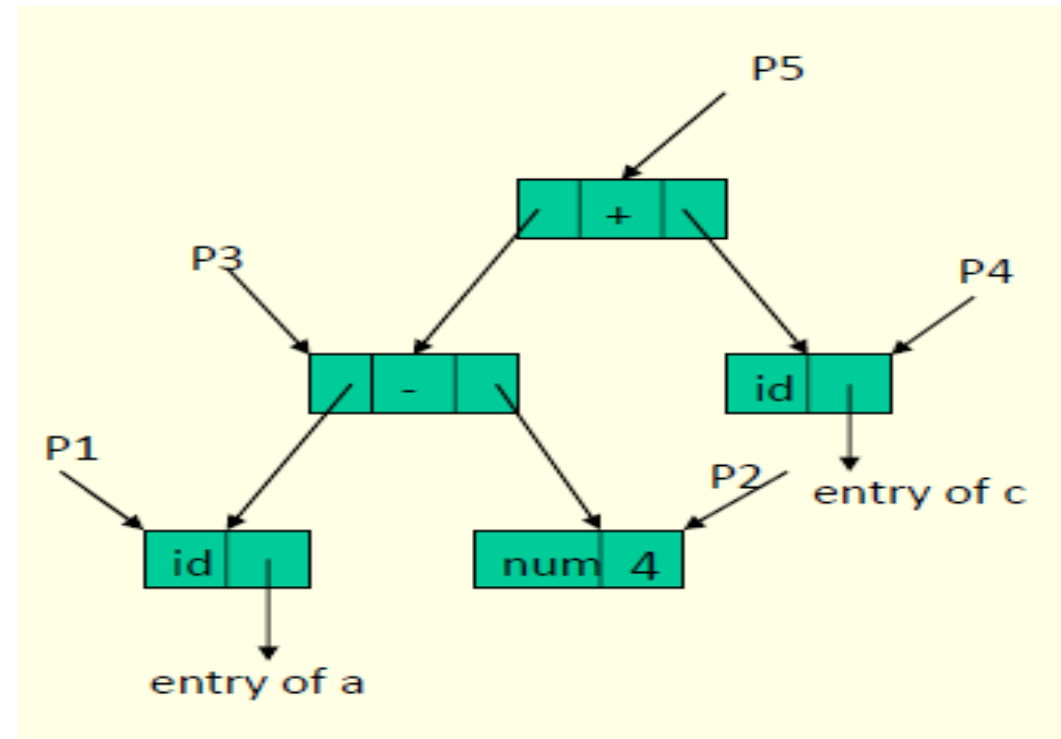 P5
+
P3
P4
-
id
P1
P2
entry of c
id
num 4
entry of a